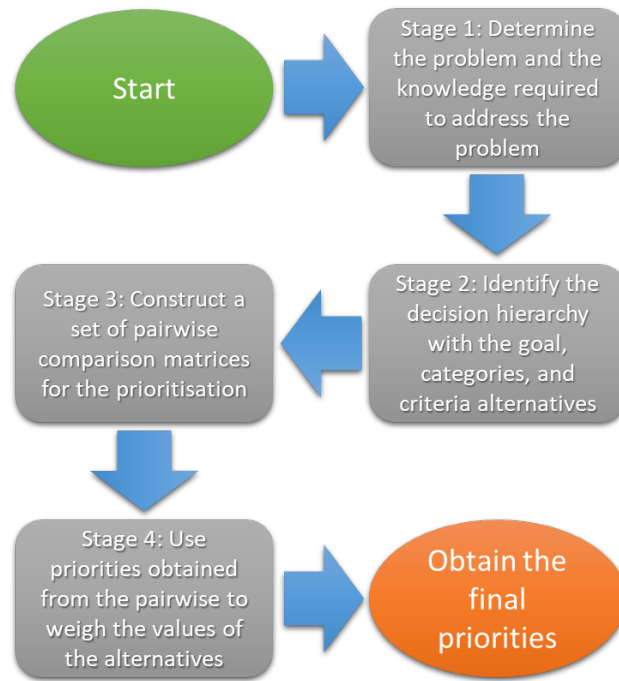 Start
Stage 1: Determine
the problem and the
knowledge required
to address the
problem
Stage 2: Identify the
decision hierarchy
with the goal,
categories, and
criteria alternatives
Stage 3: Construct a
set of pairwise
comparison matrices
for the prioritisation
Stage 4: Use
priorities obtained
from the pairwise to
weigh the values of
the alternatives
Obtain the
final
priorities